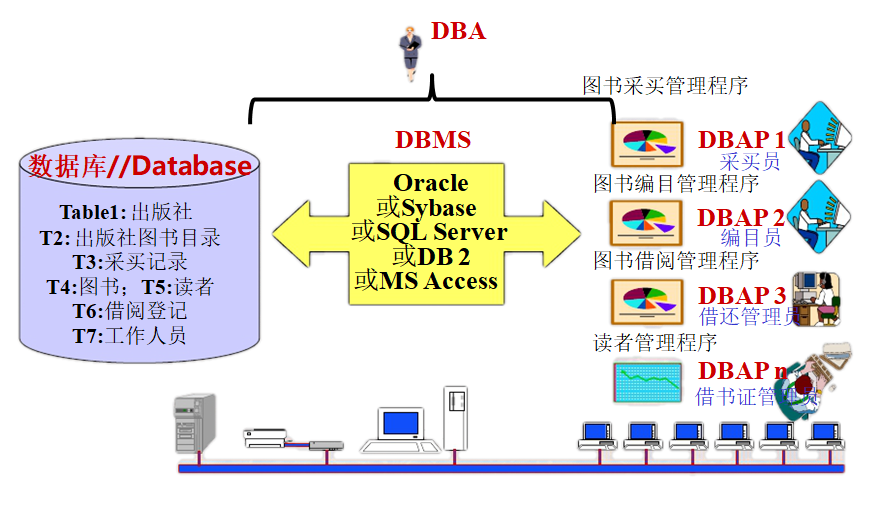 DBA
数据库//Database
Table1: 出版社
T2: 出版社图书目录
T3:采买记录
T4:图书；T5:读者
T6:借阅登记
T7:工作人员
DBMS
Oracle
或Sybase
或SQL Server
或DB 2
或MS Access
图书采买管理程序
DBAP 1
采买员
图书编目管理程序
DBAP 2
编目员
图书借阅管理程序
DBAP 3
借还管理员
读者管理程序
DBAP n
借书证管理员